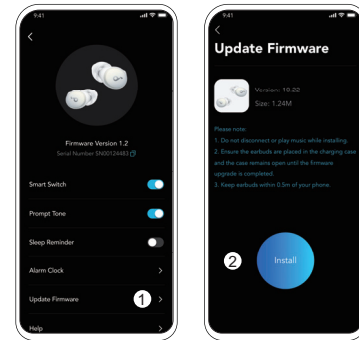 9:41
Firmware Version 1.2
Serial Number SN00124483
Smart Switch
Prompt Tone
Sleep Reminder
Alarm Clock
Update Firmware
1
Help
9:41
Update Firmware
Version: 10.22
Size: 1.24M
Please note:
1. Do not disconnect or play music while installing.
2. Ensure the earbuds are placed in the charging case
and the case remains open until the firmware
upgrade is completed.
3. Keep earbuds within 0.5m of your phone.
2
Install